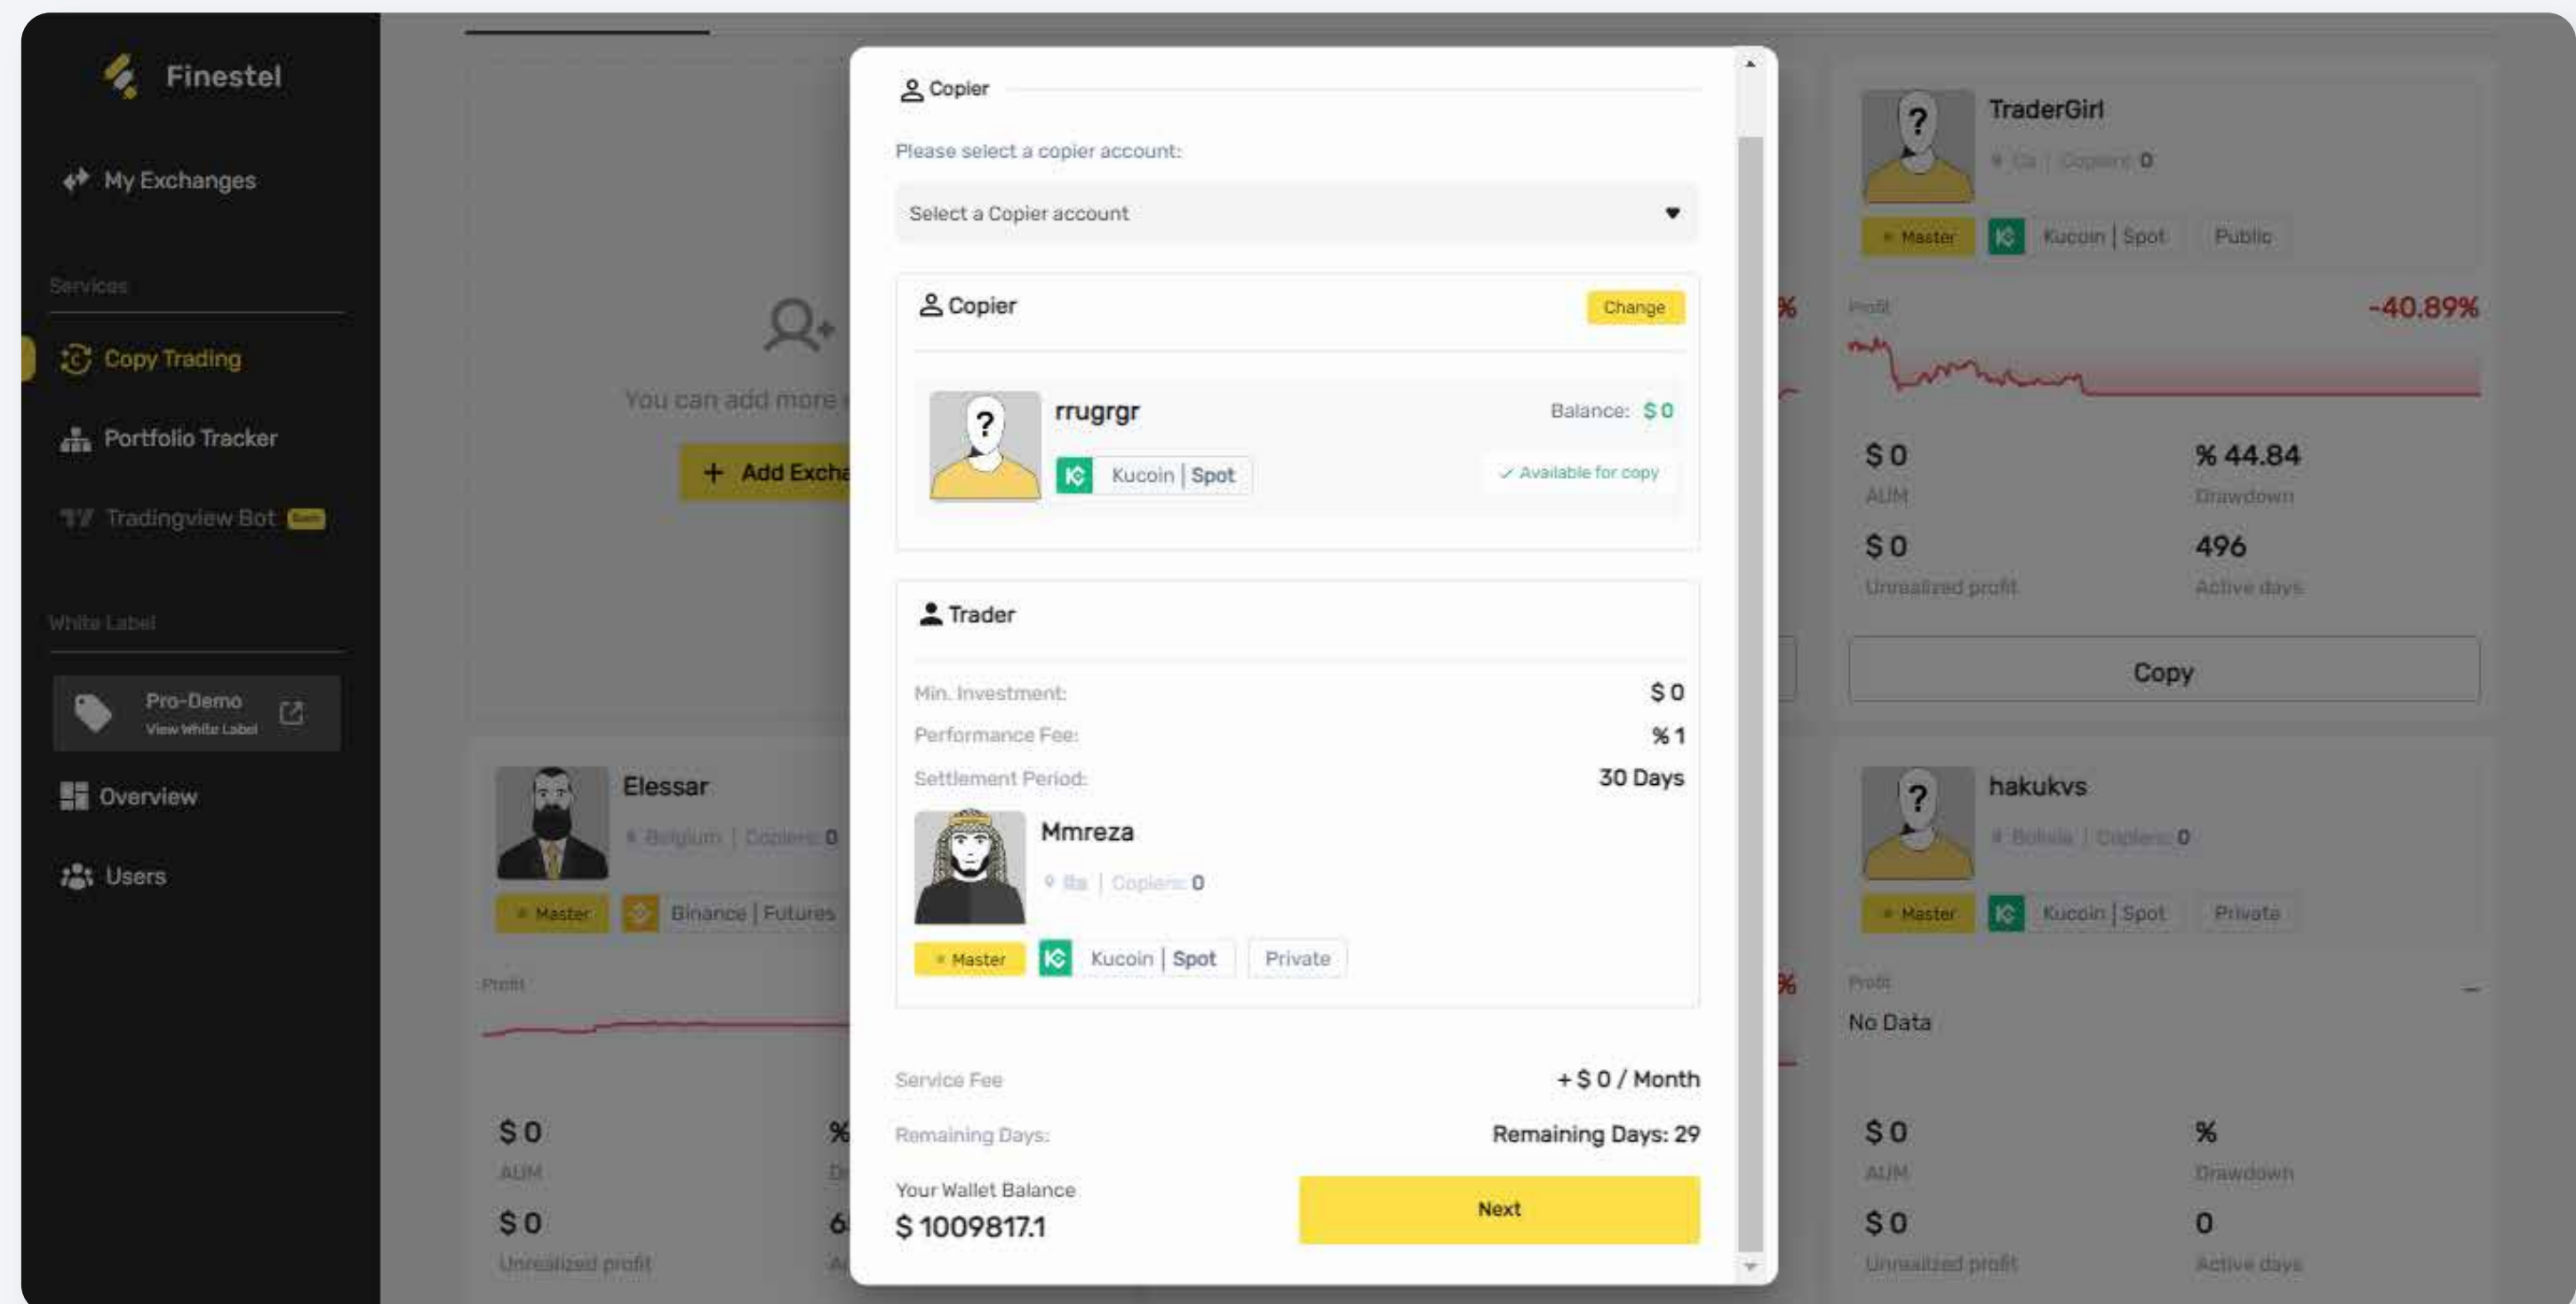 Finestel
My Exchanges
Services
Copy Trading
Portfolio Tracker
Tradingview Bot
White Label
Pro-Demo
View White Label
Overview
Users
You can add more
+ Add Excha
Elessar
Belgium | Copiers: 0
Master
Binance | Futures
Profit
$ 0
%
AUM
$ 0
Unrealized profit
Copier
Please select a copier account:
Select a Copier account
Copier
Change
?
rrugrgr
Balance: $ 0
Kucoin | Spot
Available for copy
Trader
Min. Investment:
$ 0
Performance Fee:
% 1
Settlement Period:
30 Days
Mmreza
Copiers: 0
Master
Kucoin | Spot
Private
Service Fee
+ $ 0 / Month
Remaining Days:
Remaining Days: 29
Your Wallet Balance
$ 1009817.1
Next
%
%
?
TraderGirl
Copiers: 0
Master
Kucoin | Spot
Public
Profit
-40.89%
$ 0
% 44.84
AUM
Drawdown
$ 0
496
Unrealized profit
Active days
Copy
?
hakukvs
Copiers: 0
Master
Kucoin | Spot
Private
Profit
–
No Data
$ 0
%
AUM
Drawdown
$ 0
0
Unrealized profit
Active days